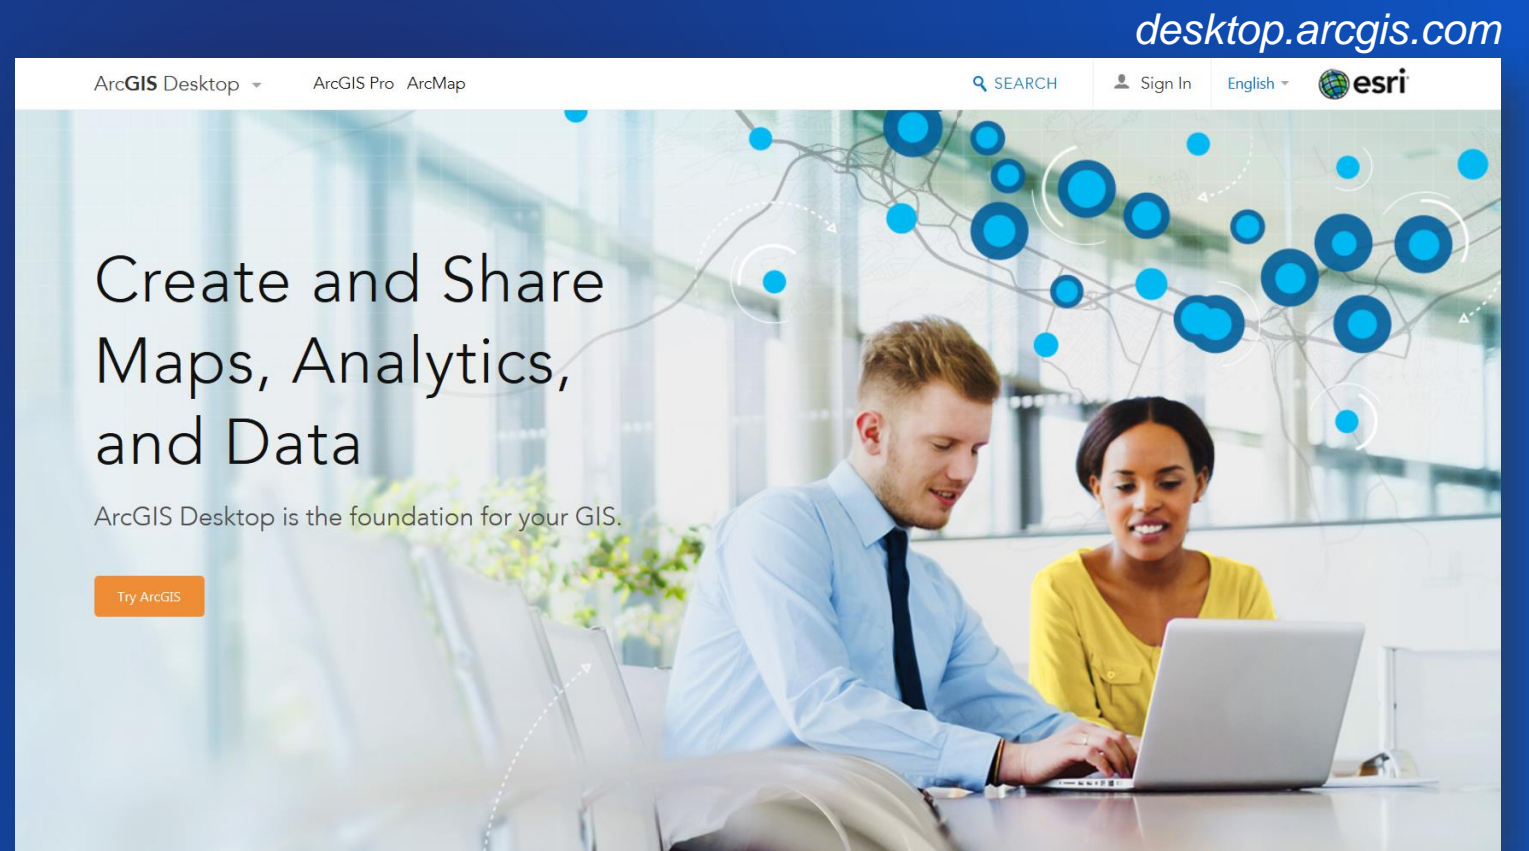 desktop.arcgis.com
ArcGIS Desktop ArcGIS Pro ArcMap SEARCH Sign In English esri
Create and Share
Maps, Analytics,
and Data
ArcGIS Desktop is the foundation for your GIS.
Try ArcGIS